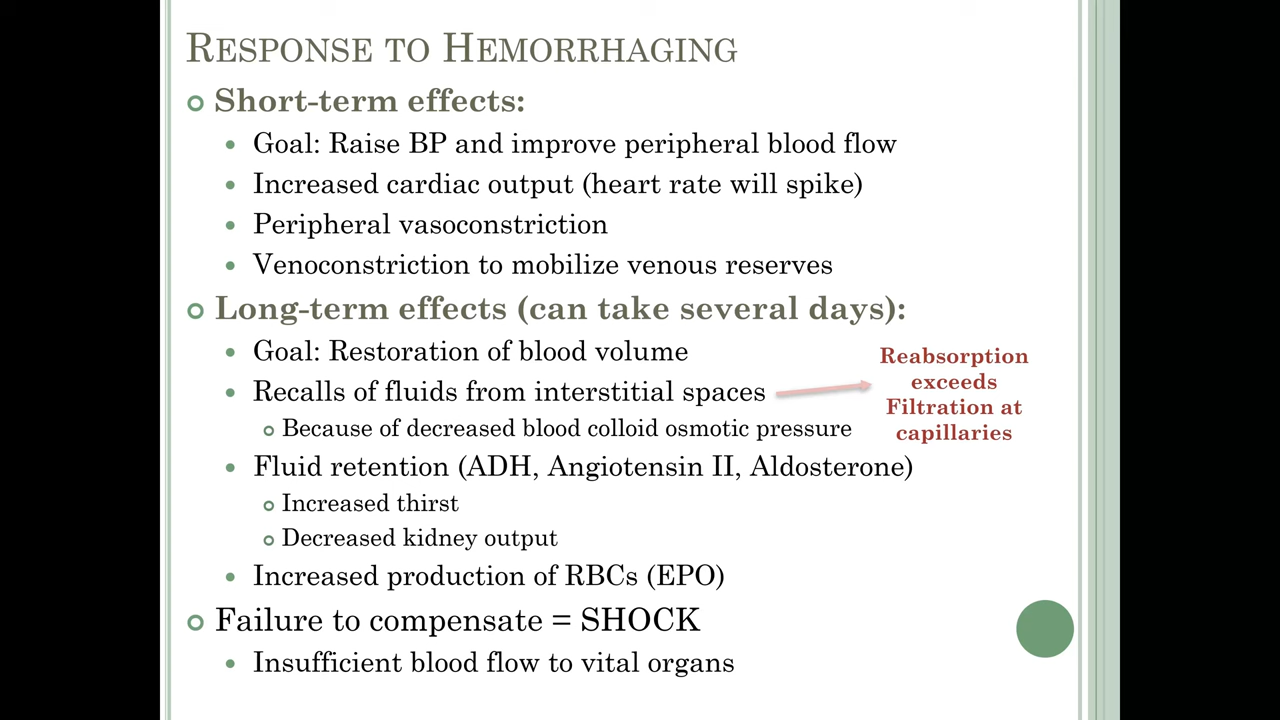 RESPONSE TO HEMORRHAGING
Short-term effects:
Goal: Raise BP and improve peripheral blood flow
Increased cardiac output (heart rate will spike)
Peripheral vasoconstriction
Venoconstriction to mobilize venous reserves
Long-term effects (can take several days):
Goal: Restoration of blood volume
Recalls of fluids from interstitial spaces
Because of decreased blood colloid osmotic pressure
Reabsorption
exceeds
Filtration at
capillaries
Fluid retention (ADH, Angiotensin II, Aldosterone)
Increased thirst
Decreased kidney output
Increased production of RBCs (EPO)
Failure to compensate = SHOCK
Insufficient blood flow to vital organs